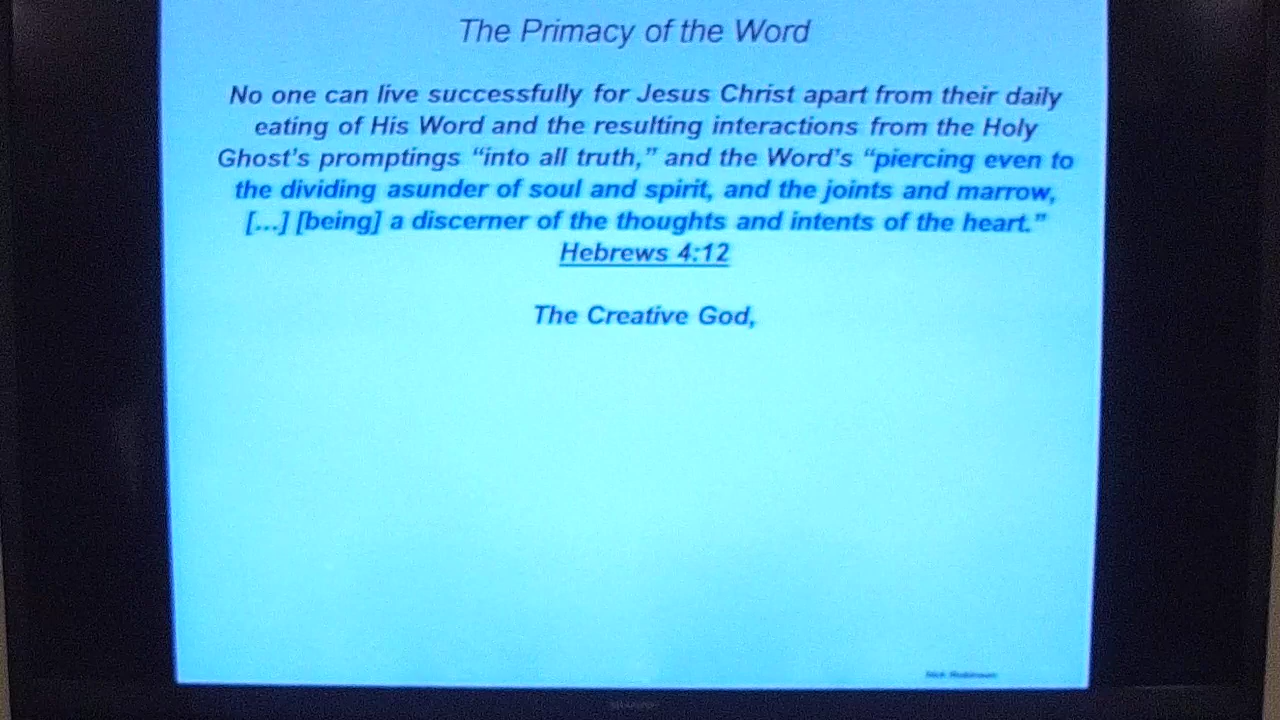 The Primacy of the Word
No one can live successfully for Jesus Christ apart from their daily
eating of His Word and the resulting interactions from the Holy
Ghost's promptings “into all truth,” and the Word's “piercing even to
the dividing asunder of soul and spirit, and the joints and marrow,
[...] [being] a discerner of the thoughts and intents of the heart.”
Hebrews 4:12
The Creative God,